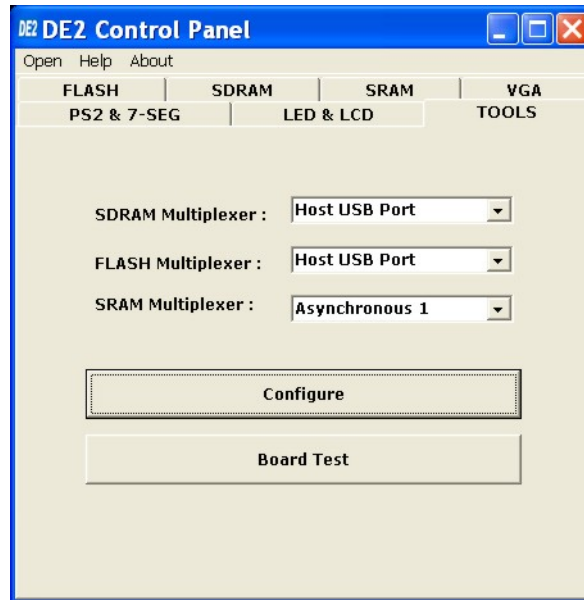 DE2 DE2 Control Panel
Open Help About
FLASH SDRAM SRAM VGA
PS2 & 7-SEG LED & LCD TOOLS
SDRAM Multiplexer : Host USB Port
FLASH Multiplexer : Host USB Port
SRAM Multiplexer : Asynchronous 1
Configure
Board Test